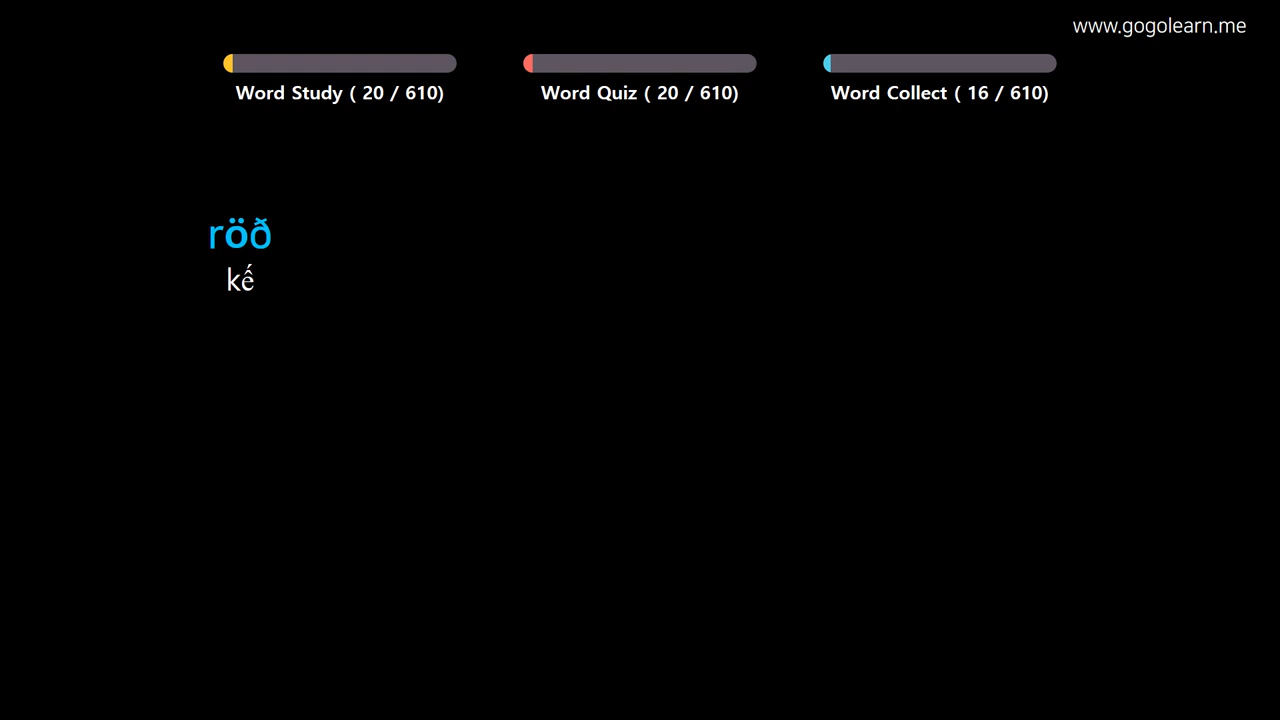 www.gogolearn.me
Word Study ( 20 / 610)
Word Quiz ( 20 / 610)
Word Collect ( 16 / 610)
röð
kế